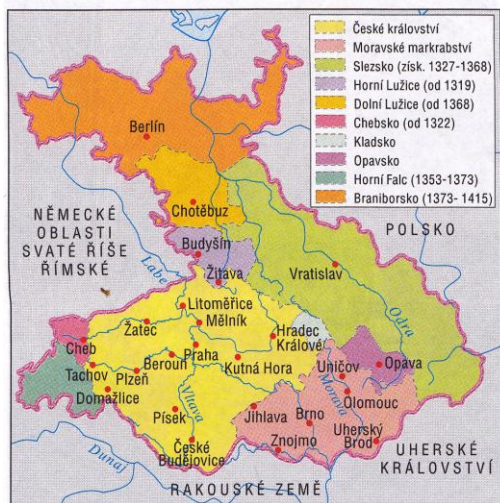 České království
Moravské markrabství
Slezsko (získ. 1327-1368)
Horní Lužice (od 1319)
Dolní Lužice (od 1368)
Chebsko (od 1322)
Kladsko
Opavsko
Horní Falc (1353-1373)
Braniborsko (1373- 1415)
Berlín
Chotěbuz
NĚMECKÉ
OBLASTI
SVATÉ ŘÍŠE
ŘÍMSKÉ
POLSKO
Budyšín
Labe
Žitava
Vratislav
Odra
Litoměřice
Mělník
Žatec
Hradec
Králové
Cheb
Praha
Beroun
Kutná Hora
Tachov
Plzeň
Domažlice
Uničov
Opava
Olomouc
Morava
Vltava
Písek
Jihlava
Brno
Uherský
Brod
Znojmo
České
Budějovice
Dunaj
UHERSKÉ
KRÁLOVSTVÍ
RAKOUSKÉ ZEMĚ